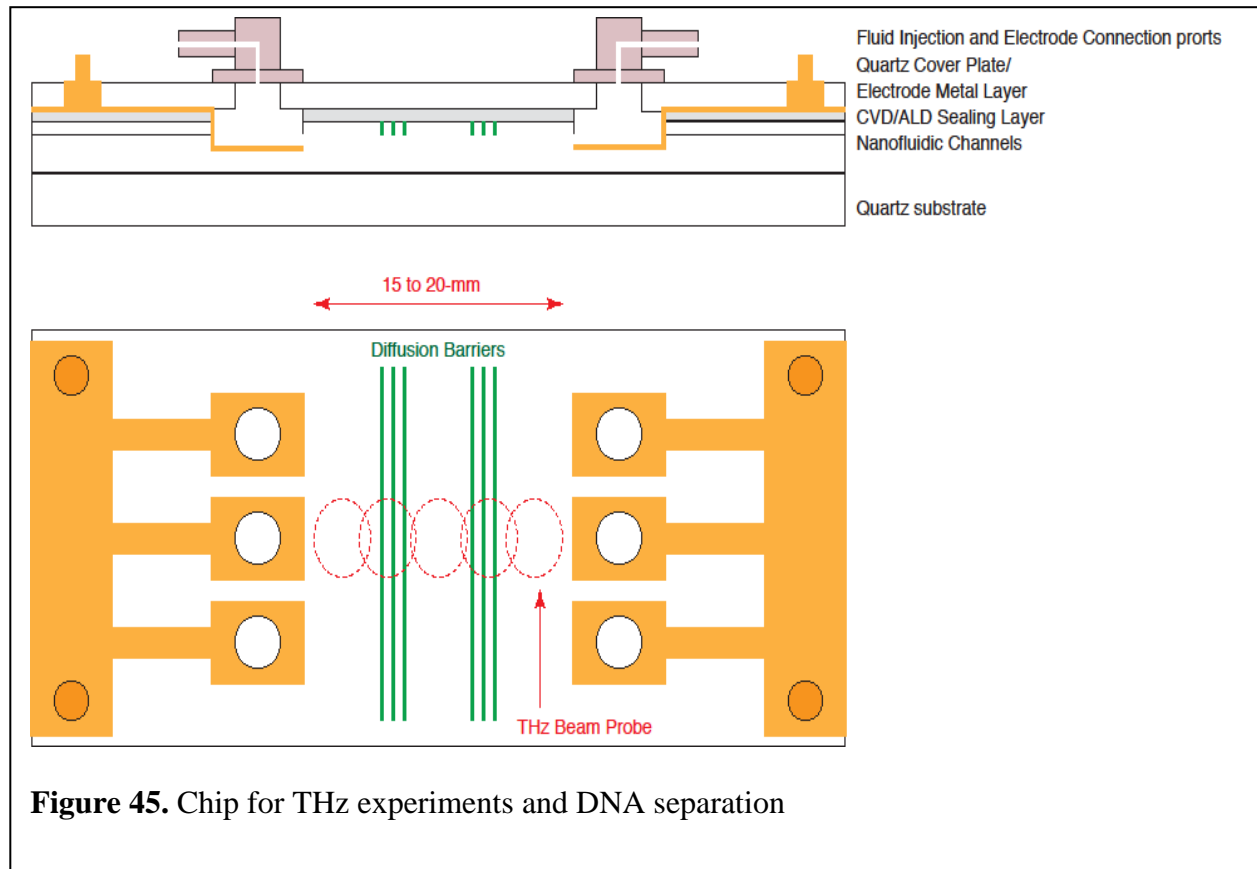 Fluid Injection and Electrode Connection prorts
Quartz Cover Plate/
Electrode Metal Layer
CVD/ALD Sealing Layer
Nanofluidic Channels
Quartz substrate
15 to 20-mm
Diffusion Barriers
THz Beam Probe
Figure 45. Chip for THz experiments and DNA separation